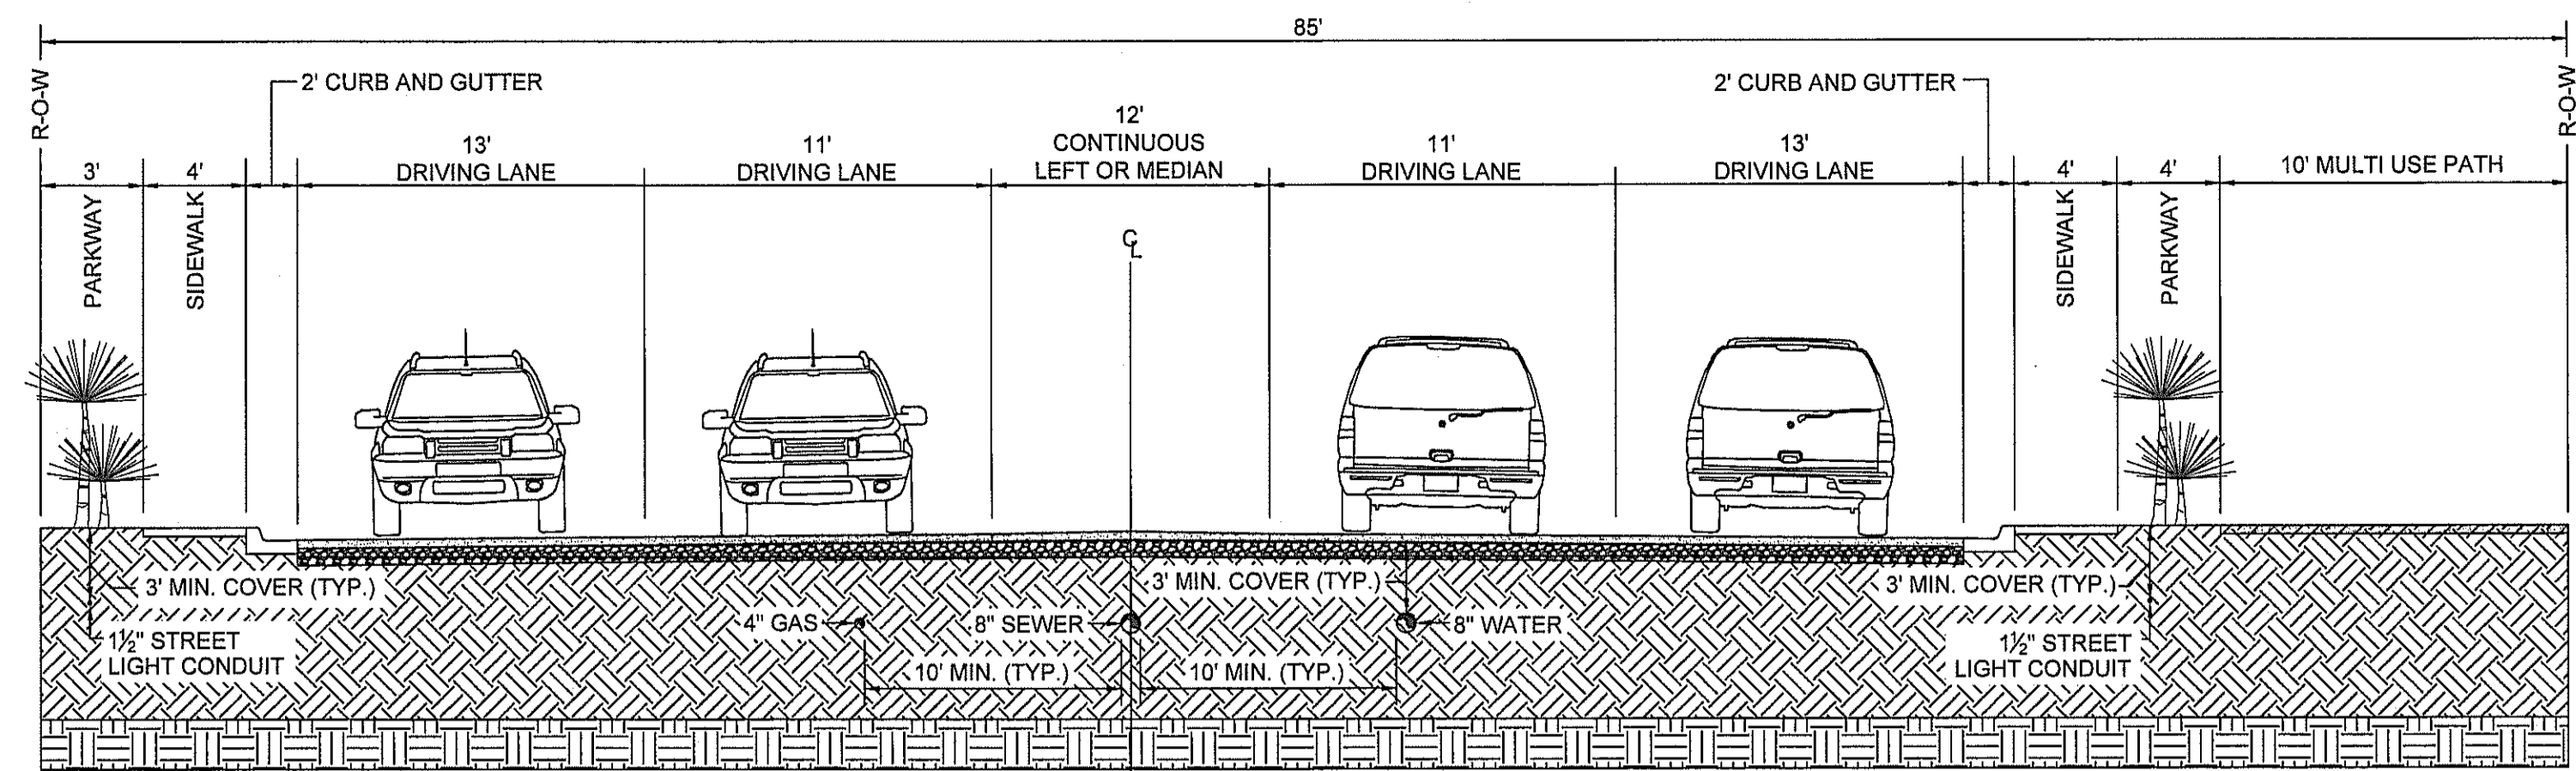 85'
R-O-W
2' CURB AND GUTTER
2' CURB AND GUTTER
R-O-W
3'
PARKWAY
4'
SIDEWALK
13'
DRIVING LANE
11'
DRIVING LANE
12'
CONTINUOUS
LEFT OR MEDIAN
11'
DRIVING LANE
13'
DRIVING LANE
4'
SIDEWALK
4'
PARKWAY
10' MULTI USE PATH
CL
3' MIN. COVER (TYP.)
3' MIN. COVER (TYP.)
3' MIN. COVER (TYP.)
4" GAS
8" SEWER
8" WATER
1½" STREET
LIGHT CONDUIT
10' MIN. (TYP.)
10' MIN. (TYP.)
1½" STREET
LIGHT CONDUIT